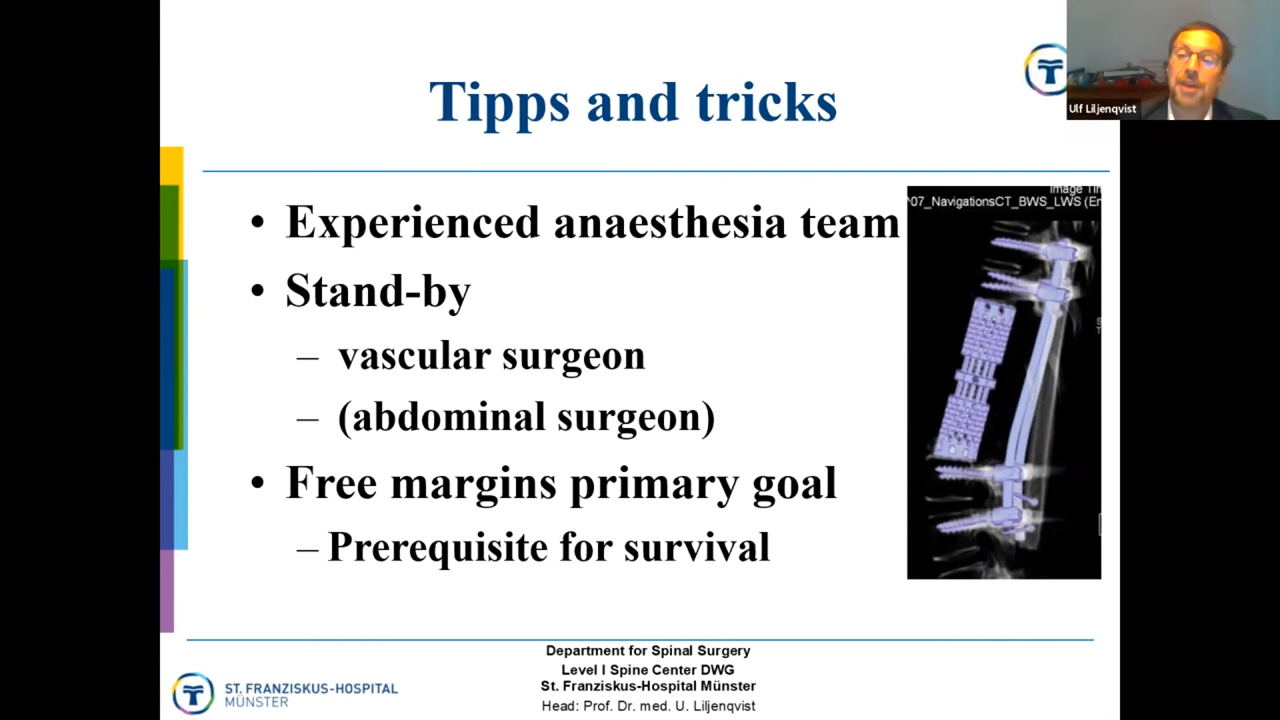 Tipps and tricks
Ulf Liljenqvist
• Experienced anaesthesia team
• Stand-by
– vascular surgeon
– (abdominal surgeon)
• Free margins primary goal
– Prerequisite for survival
07_NavigationsCT_BWS_LWS
Department for Spinal Surgery
Level I Spine Center DWG
St. Franziskus-Hospital Münster
Head: Prof. Dr. med. U. Liljenqvist
ST. FRANZISKUS-HOSPITAL
MÜNSTER